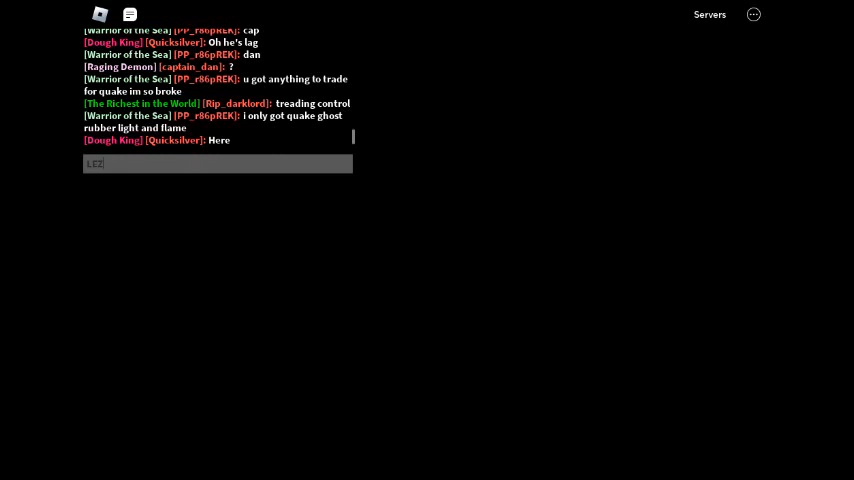 Servers
[Warrior of the Sea] [PP_r86pREK]: cap
[Dough King] [Quicksilver]: Oh he's lag
[Warrior of the Sea] [PP_r86pREK]: dan
[Raging Demon] [captain_dan]: ?
[Warrior of the Sea] [PP_r86pREK]: u got anything to trade
for quake im so broke
[The Richest in the World] [Rip_darklord]: treading control
[Warrior of the Sea] [PP_r86pREK]: i only got quake ghost
rubber light and flame
[Dough King] [Quicksilver]: Here
LEZ